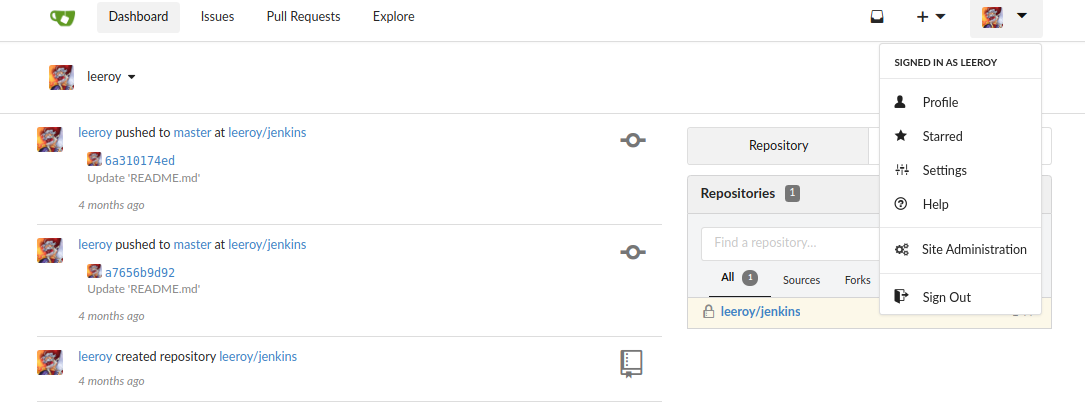 Dashboard Issues Pull Requests Explore
SIGNED IN AS LEEROY
Profile
Starred
Settings
Help
Site Administration
Sign Out
leeroy
leeroy pushed to master at leeroy/jenkins
6a310174ed
Update 'README.md'
4 months ago
leeroy pushed to master at leeroy/jenkins
a7656b9d92
Update 'README.md'
4 months ago
leeroy created repository leeroy/jenkins
4 months ago
Repository
Repositories 1
Find a repository...
All 1 Sources Forks
leeroy/jenkins